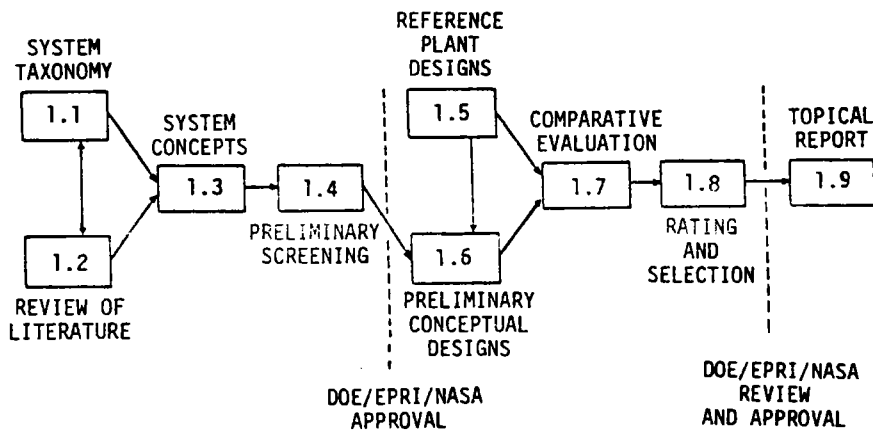 SYSTEM
TAXONOMY
1.1
1.2
REVIEW OF
LITERATURE
SYSTEM
CONCEPTS
1.3
1.4
PRELIMINARY
SCREENING
DOE/EPRI/NASA
APPROVAL
REFERENCE
PLANT
DESIGNS
1.5
1.6
PRELIMINARY
CONCEPTUAL
DESIGNS
COMPARATIVE
EVALUATION
1.7
1.8
RATING
AND
SELECTION
TOPICAL
REPORT
1.9
DOE/EPRI/NASA
REVIEW
AND APPROVAL